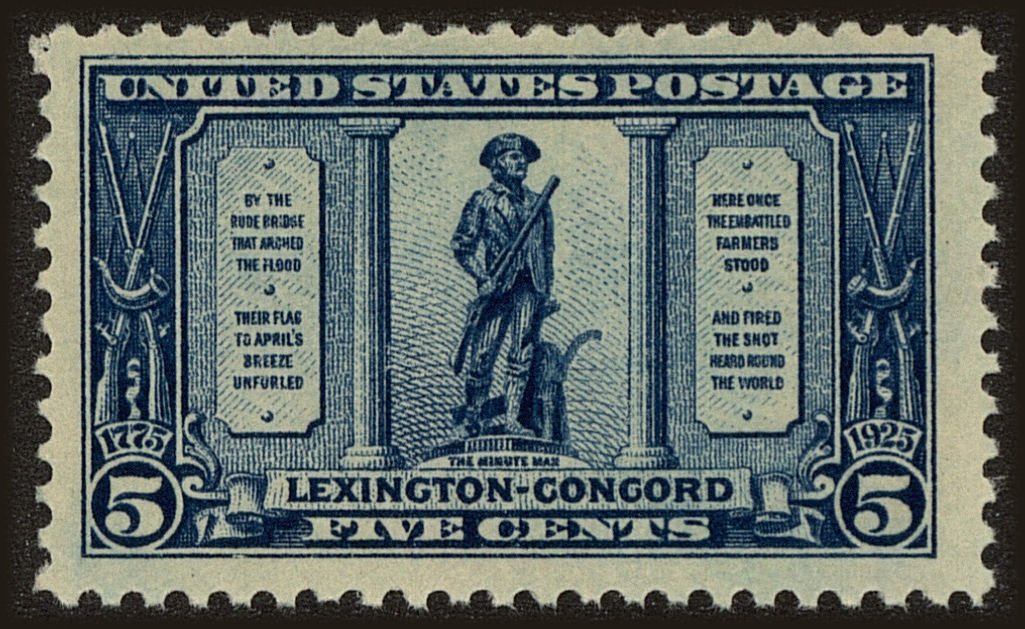 UNITED STATES POSTAGE
BY THE
RUDE BRIDGE
THAT ARCHED
THE FLOOD
THEIR FLAG
TO APRIL'S
BREEZE
UNFURLED
HERE ONCE
THE EMBATTLED
FARMERS
STOOD
AND FIRED
THE SHOT
HEARD ROUND
THE WORLD
1775
1925
THE MINUTE MAN
5
LEXINGTON-CONCORD
5
FIVE CENTS